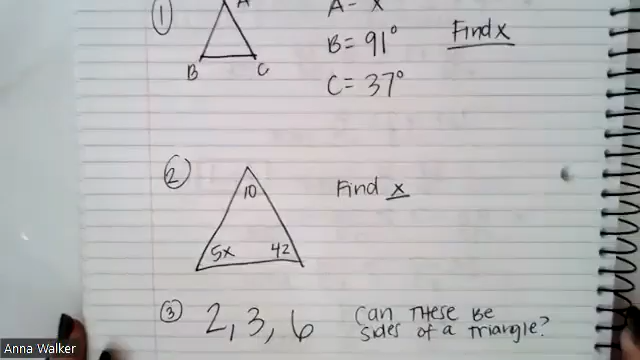 ① A A = x
B = 91° Find x
B C C = 37°
② 10 Find x
5x 42
③ 2, 3, 6 Can These Be
Sides of a Triangle?
Anna Walker